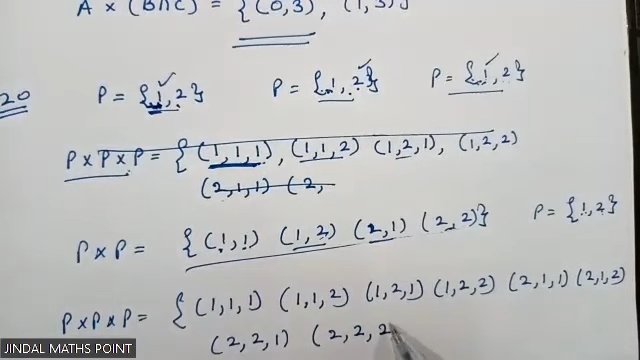 A × (B∩C) = {(0,3), (1,3)}
20 P = {1, 2} P = {1, 2} P = {1, 2}
P × P × P = { (1,1,1), (1,1,2) (1,2,1), (1,2,2)
(2,1,1) (2,
P × P = { (1,1) (1,2) (2,1) (2,2)} P = {1,2}
P × P × P = { (1,1,1) (1,1,2) (1,2,1) (1,2,2) (2,1,1) (2,1,2)
(2,2,1) (2,2,2
JINDAL MATHS POINT